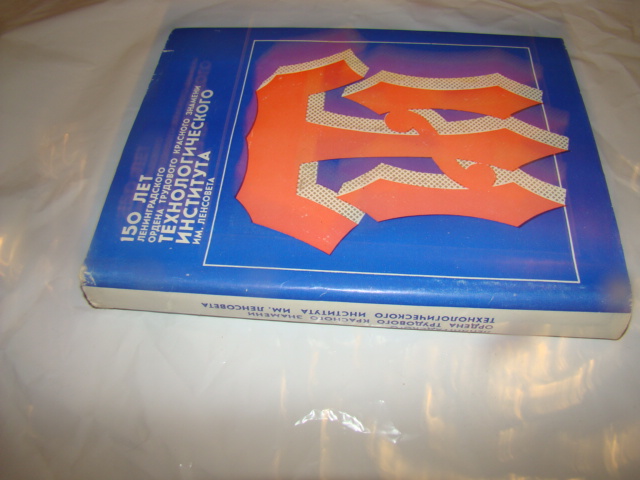 150 ЛЕТ
ЛЕНИНГРАДСКОГО
ОРДЕНА ТРУДОВОГО КРАСНОГО ЗНАМЕНИ
ТЕХНОЛОГИЧЕСКОГО
ИНСТИТУТА
ИМ. ЛЕНСОВЕТА
ОРДЕНА ТРУДОВОГО КРАСНОГО ЗНАМЕНИ
ТЕХНОЛОГИЧЕСКОГО ИНСТИТУТА ИМ. ЛЕНСОВЕТА